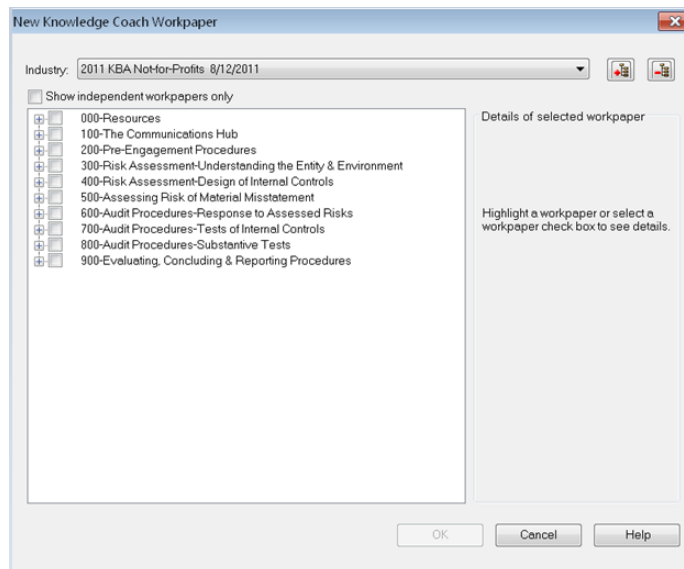 New Knowledge Coach Workpaper
Industry: 2011 KBA Not-for-Profits 8/12/2011
Show independent workpapers only
000-Resources
100-The Communications Hub
200-Pre-Engagement Procedures
300-Risk Assessment-Understanding the Entity & Environment
400-Risk Assessment-Design of Internal Controls
500-Assessing Risk of Material Misstatement
600-Audit Procedures-Response to Assessed Risks
700-Audit Procedures-Tests of Internal Controls
800-Audit Procedures-Substantive Tests
900-Evaluating, Concluding & Reporting Procedures
Details of selected workpaper
Highlight a workpaper or select a
workpaper check box to see details.
OK Cancel Help